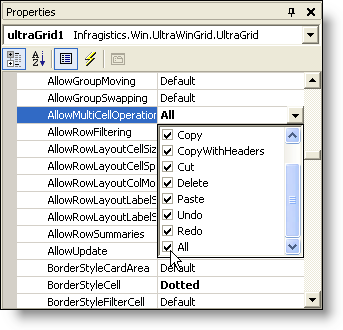 Properties
ultraGrid1 Infragistics.Win.UltraWinGrid.UltraGrid
AllowGroupMoving Default
AllowGroupSwapping Default
AllowMultiCellOperation All
AllowRowFiltering
Copy
AllowRowLayoutCellSiz
CopyWithHeaders
AllowRowLayoutCellSp
Cut
AllowRowLayoutColMo
Delete
AllowRowLayoutLabelS
Paste
AllowRowLayoutLabelS
Undo
AllowRowSummaries
Redo
AllowUpdate
All
BorderStyleCardArea Default
BorderStyleCell Dotted
BorderStyleFilterCell Default